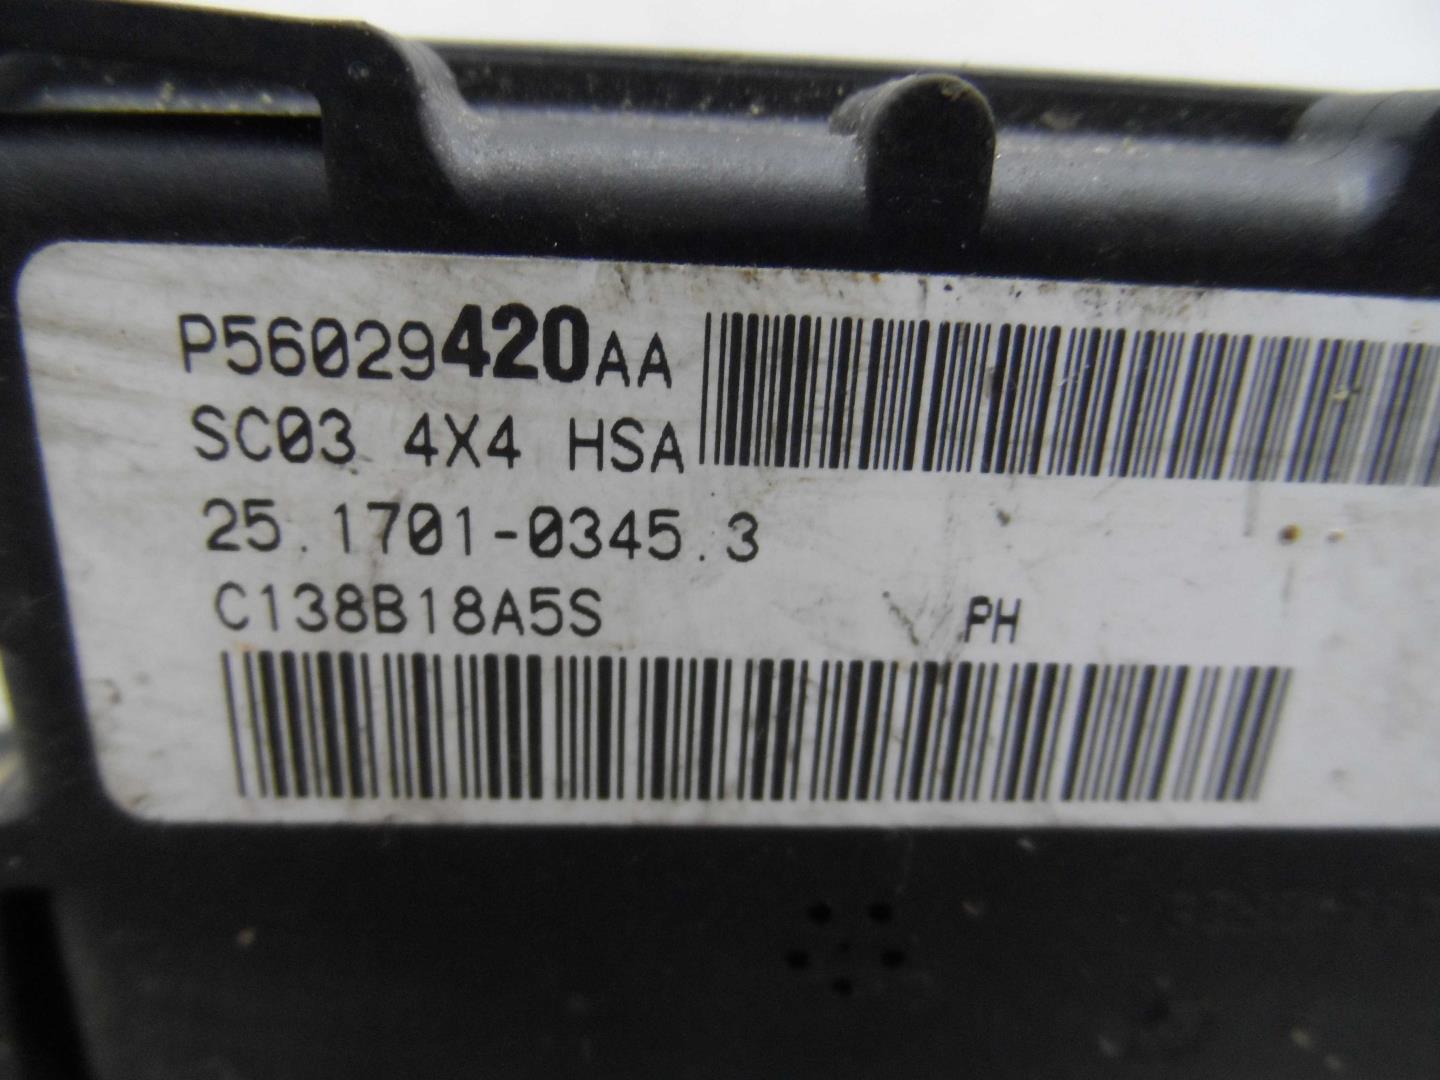 P56029420AA
SC03 4X4 HSA
25.1701-0345.3
C138B18A5S PH